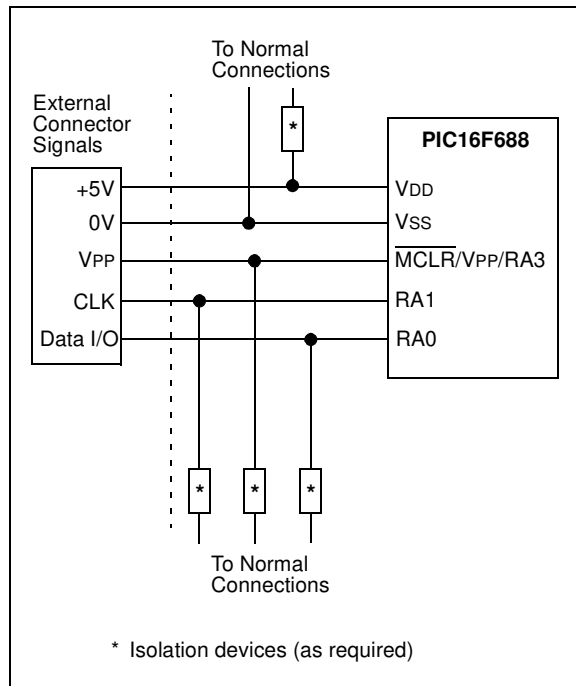 To Normal
Connections
External
Connector
Signals
*
PIC16F688
+5V
VDD
0V
VSS
VPP
MCLR/VPP/RA3
CLK
RA1
Data I/O
RA0
*
*
*
To Normal
Connections
* Isolation devices (as required)